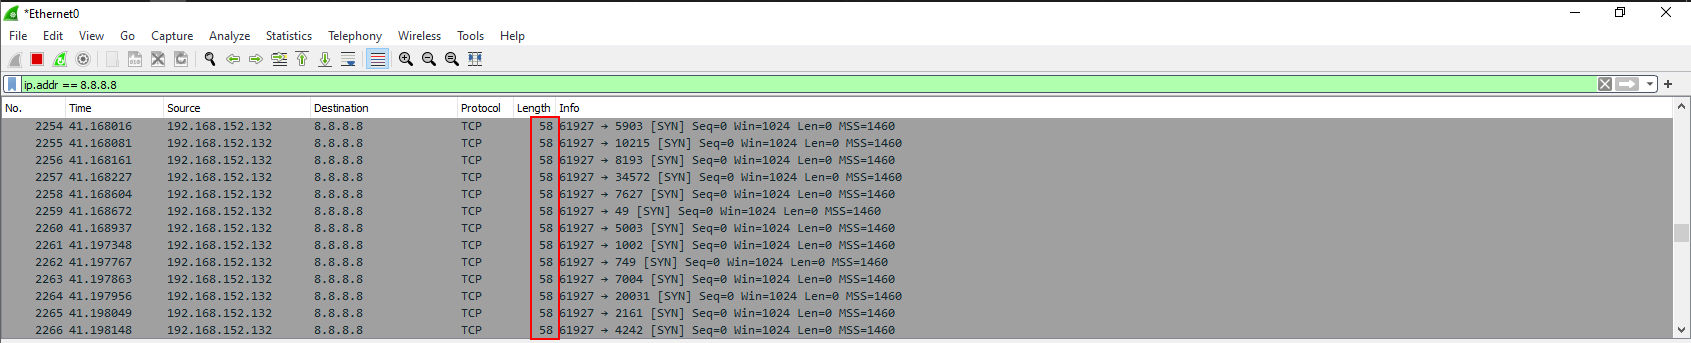 *Ethernet0
File Edit View Go Capture Analyze Statistics Telephony Wireless Tools Help
ip.addr == 8.8.8.8
No. Time Source Destination Protocol Length Info
2254 41.168016 192.168.152.132 8.8.8.8 TCP 58 61927 → 5903 [SYN] Seq=0 Win=1024 Len=0 MSS=1460
2255 41.168081 192.168.152.132 8.8.8.8 TCP 58 61927 → 10215 [SYN] Seq=0 Win=1024 Len=0 MSS=1460
2256 41.168161 192.168.152.132 8.8.8.8 TCP 58 61927 → 8193 [SYN] Seq=0 Win=1024 Len=0 MSS=1460
2257 41.168227 192.168.152.132 8.8.8.8 TCP 58 61927 → 34572 [SYN] Seq=0 Win=1024 Len=0 MSS=1460
2258 41.168604 192.168.152.132 8.8.8.8 TCP 58 61927 → 7627 [SYN] Seq=0 Win=1024 Len=0 MSS=1460
2259 41.168672 192.168.152.132 8.8.8.8 TCP 58 61927 → 49 [SYN] Seq=0 Win=1024 Len=0 MSS=1460
2260 41.168937 192.168.152.132 8.8.8.8 TCP 58 61927 → 5003 [SYN] Seq=0 Win=1024 Len=0 MSS=1460
2261 41.197348 192.168.152.132 8.8.8.8 TCP 58 61927 → 1002 [SYN] Seq=0 Win=1024 Len=0 MSS=1460
2262 41.197767 192.168.152.132 8.8.8.8 TCP 58 61927 → 749 [SYN] Seq=0 Win=1024 Len=0 MSS=1460
2263 41.197863 192.168.152.132 8.8.8.8 TCP 58 61927 → 7004 [SYN] Seq=0 Win=1024 Len=0 MSS=1460
2264 41.197956 192.168.152.132 8.8.8.8 TCP 58 61927 → 20031 [SYN] Seq=0 Win=1024 Len=0 MSS=1460
2265 41.198049 192.168.152.132 8.8.8.8 TCP 58 61927 → 2161 [SYN] Seq=0 Win=1024 Len=0 MSS=1460
2266 41.198148 192.168.152.132 8.8.8.8 TCP 58 61927 → 4242 [SYN] Seq=0 Win=1024 Len=0 MSS=1460